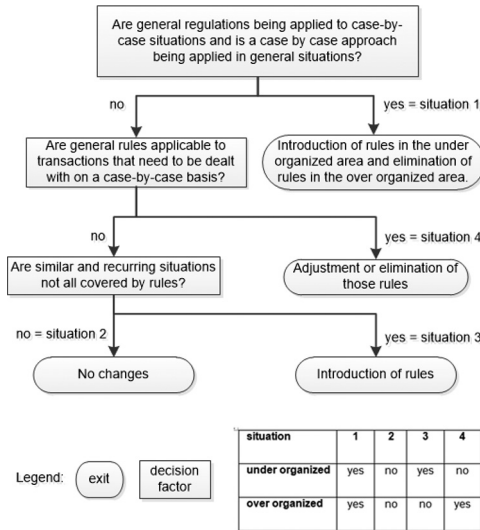 Are general regulations being applied to case-by-
case situations and is a case by case approach
being applied in general situations?
no
yes = situation 1
Are general rules applicable to
transactions that need to be dealt
with on a case-by-case basis?
Introduction of rules in the under
organized area and elimination of
rules in the over organized area.
no
yes = situation 4
Are similar and recurring situations
not all covered by rules?
Adjustment or elimination of
those rules
no = situation 2
yes = situation 3
No changes
Introduction of rules
Legend:
exit
decision
factor
situation 1 2 3 4
under organized yes no yes no
over organized yes no no yes